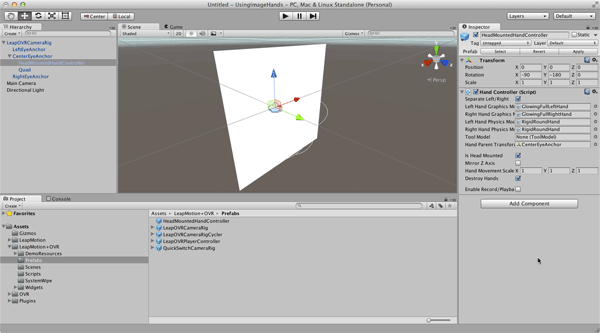 Untitled - UsingImageHands - PC, Mac & Linux Standalone (Personal)
Center Local
Layers Default
Hierarchy
Create All
LeapOVRCameraRig
LeftEyeAnchor
CenterEyeAnchor
HeadMountedHandController
Quad
RightEyeAnchor
Main Camera
Directional Light
Scene Game
Shaded 2D Gizmos All
Persp
Inspector
HeadMountedHandController Static
Tag Untagged Layer Default
Prefab Select Revert Apply
Transform
Position X 0 Y 0 Z 0
Rotation X -90 Y -180 Z 0
Scale X 1 Y 1 Z 1
Hand Controller (Script)
Separate Left/Right
Left Hand Graphics M GlowingFullLeftHand
Right Hand Graphics M GlowingFullRightHand
Left Hand Physics Mo RigidRoundHand
Right Hand Physics M RigidRoundHand
Tool Model None (ToolModel)
Hand Parent Transform CenterEyeAnchor
Is Head Mounted
Mirror Z Axis
Hand Movement Scale X 1 Y 1 Z 1
Destroy Hands
Enable Record/Playba
Add Component
Project Console
Create
Favorites
Assets
Gizmos
LeapMotion
LeapMotion+OVR
DemoResources
Prefabs
Scenes
Scripts
SystemWipe
Widgets
OVR
Plugins
Assets LeapMotion+OVR Prefabs
HeadMountedHandController
LeapOVRCameraRig
LeapOVRCameraRigCycler
LeapOVRPlayerController
QuickSwitchCameraRig